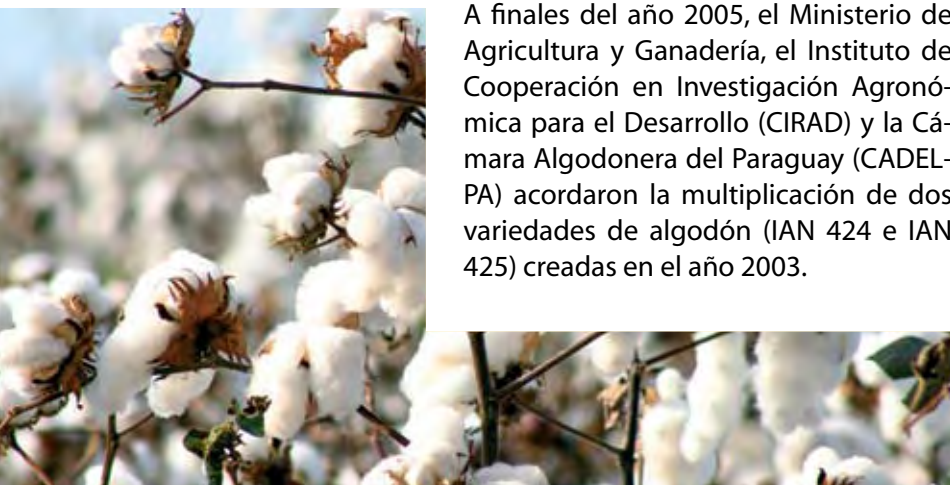 A finales del año 2005, el Ministerio de
Agricultura y Ganadería, el Instituto de
Cooperación en Investigación Agronó-
mica para el Desarrollo (CIRAD) y la Cá-
mara Algodonera del Paraguay (CADEL-
PA) acordaron la multiplicación de dos
variedades de algodón (IAN 424 e IAN
425) creadas en el año 2003.